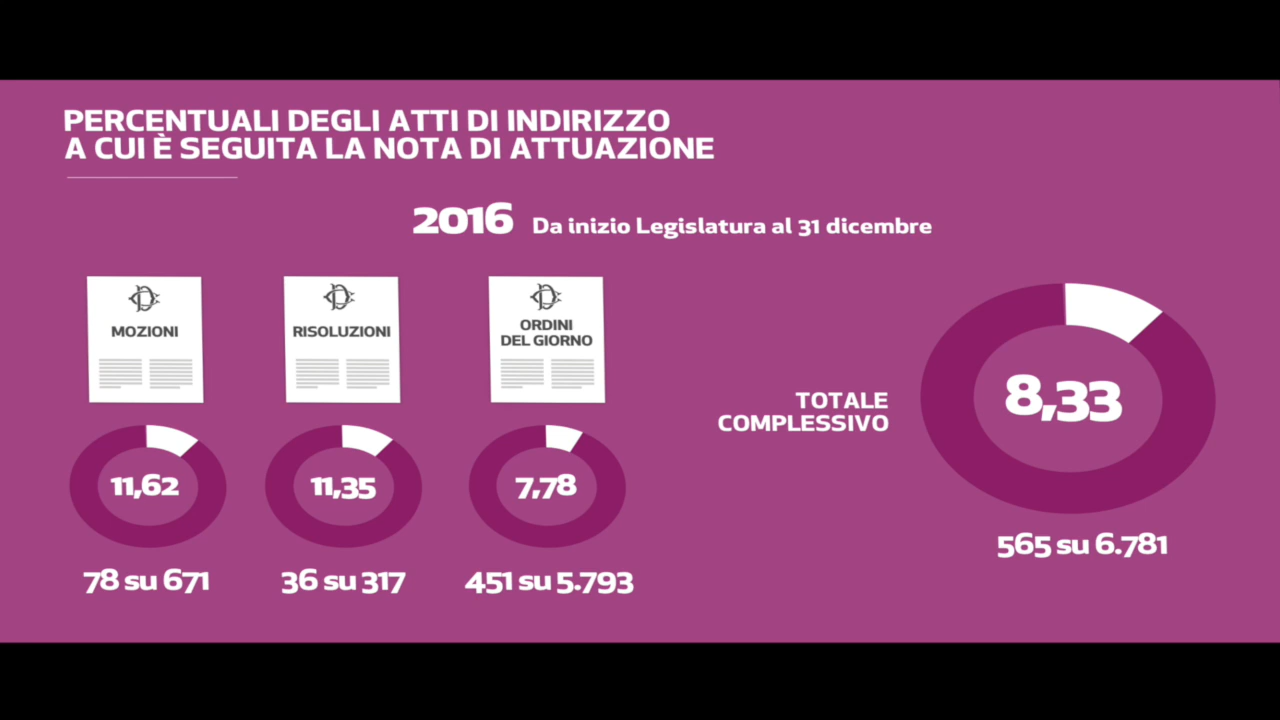 PERCENTUALI DEGLI ATTI DI INDIRIZZO
A CUI È SEGUITA LA NOTA DI ATTUAZIONE
2016 Da inizio Legislatura al 31 dicembre
MOZIONI
RISOLUZIONI
ORDINI
DEL GIORNO
11,62
11,35
7,78
78 su 671
36 su 317
451 su 5.793
TOTALE
COMPLESSIVO
8,33
565 su 6.781